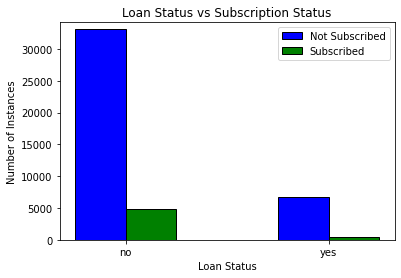 Loan Status vs Subscription Status
Not Subscribed
Subscribed
Number of Instances
30000
25000
20000
15000
10000
5000
0
no
yes
Loan Status